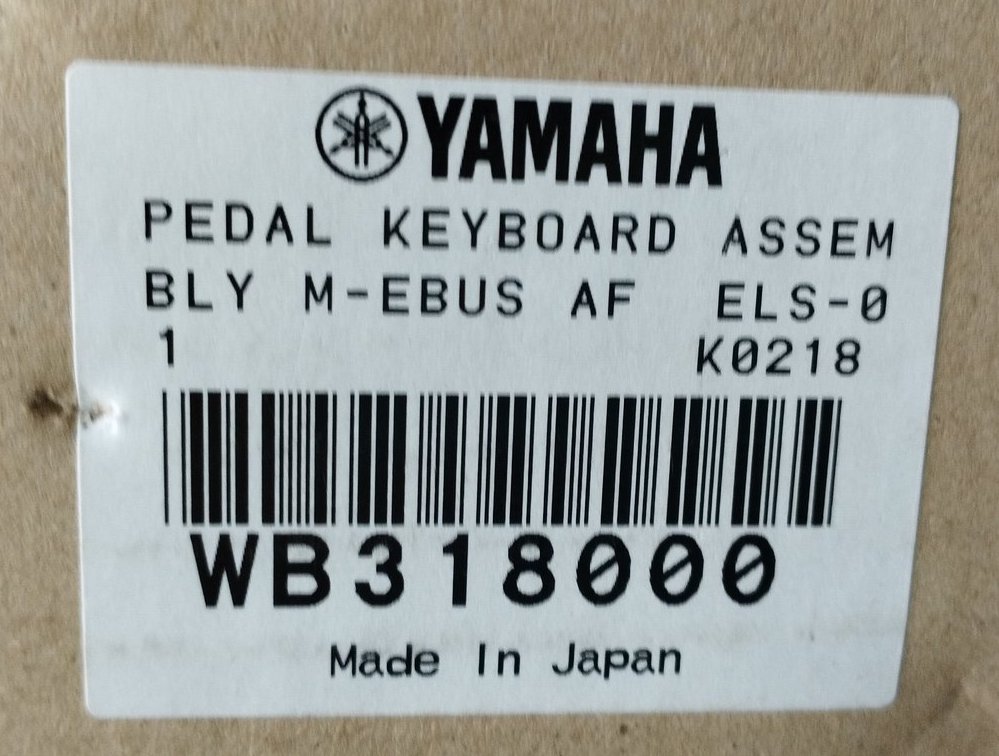 YAMAHA
PEDAL KEYBOARD ASSEM
BLY M-EBUS AF ELS-0
1 K0218
WB318000
Made In Japan